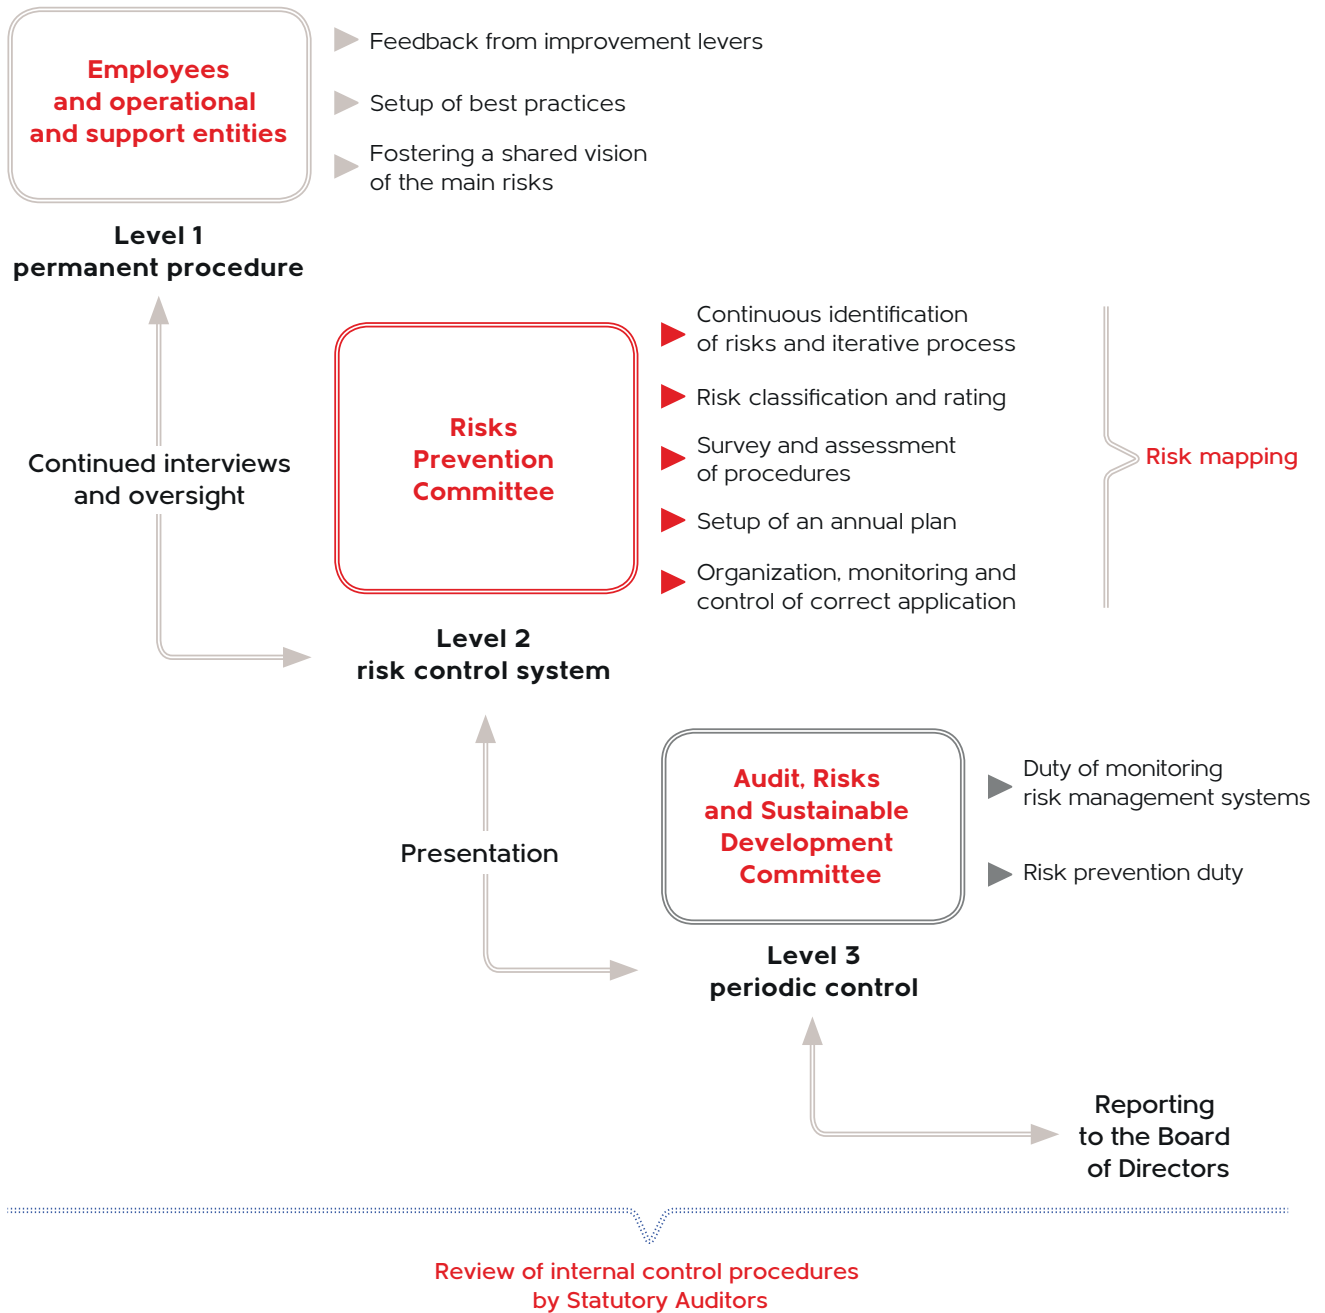 Employees
and operational
and support entities
Feedback from improvement levers
Setup of best practices
Fostering a shared vision
of the main risks
Level 1
permanent procedure
Continued interviews
and oversight
Risks
Prevention
Committee
Continuous identification
of risks and iterative process
Risk classification and rating
Survey and assessment
of procedures
Setup of an annual plan
Organization, monitoring and
control of correct application
Risk mapping
Level 2
risk control system
Presentation
Audit, Risks
and Sustainable
Development
Committee
Duty of monitoring
risk management systems
Risk prevention duty
Level 3
periodic control
Reporting
to the Board
of Directors
Review of internal control procedures
by Statutory Auditors